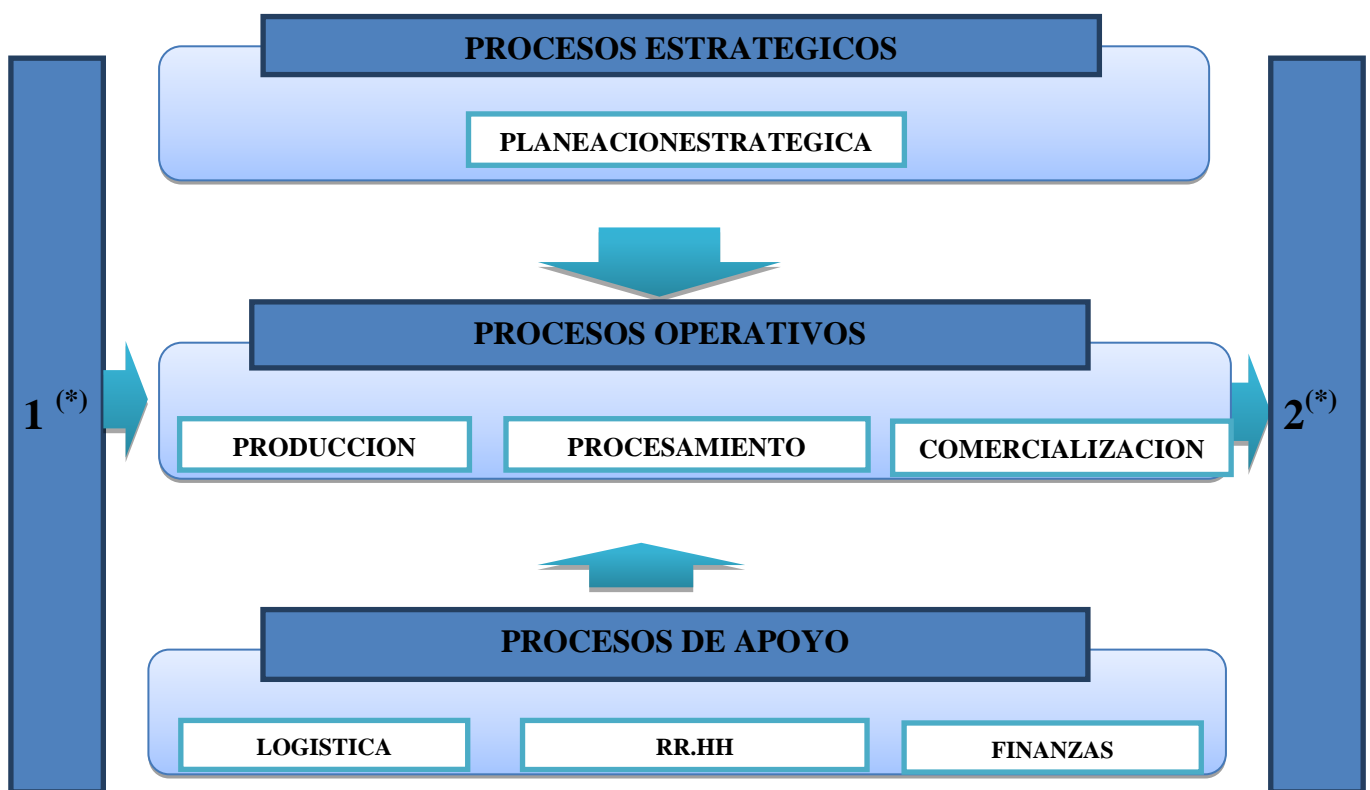 PROCESOS ESTRATEGICOS
PLANEACIONESTRATEGICA
PROCESOS OPERATIVOS
1 (*)
2(*)
PRODUCCION
PROCESAMIENTO
COMERCIALIZACION
PROCESOS DE APOYO
LOGISTICA
RR.HH
FINANZAS